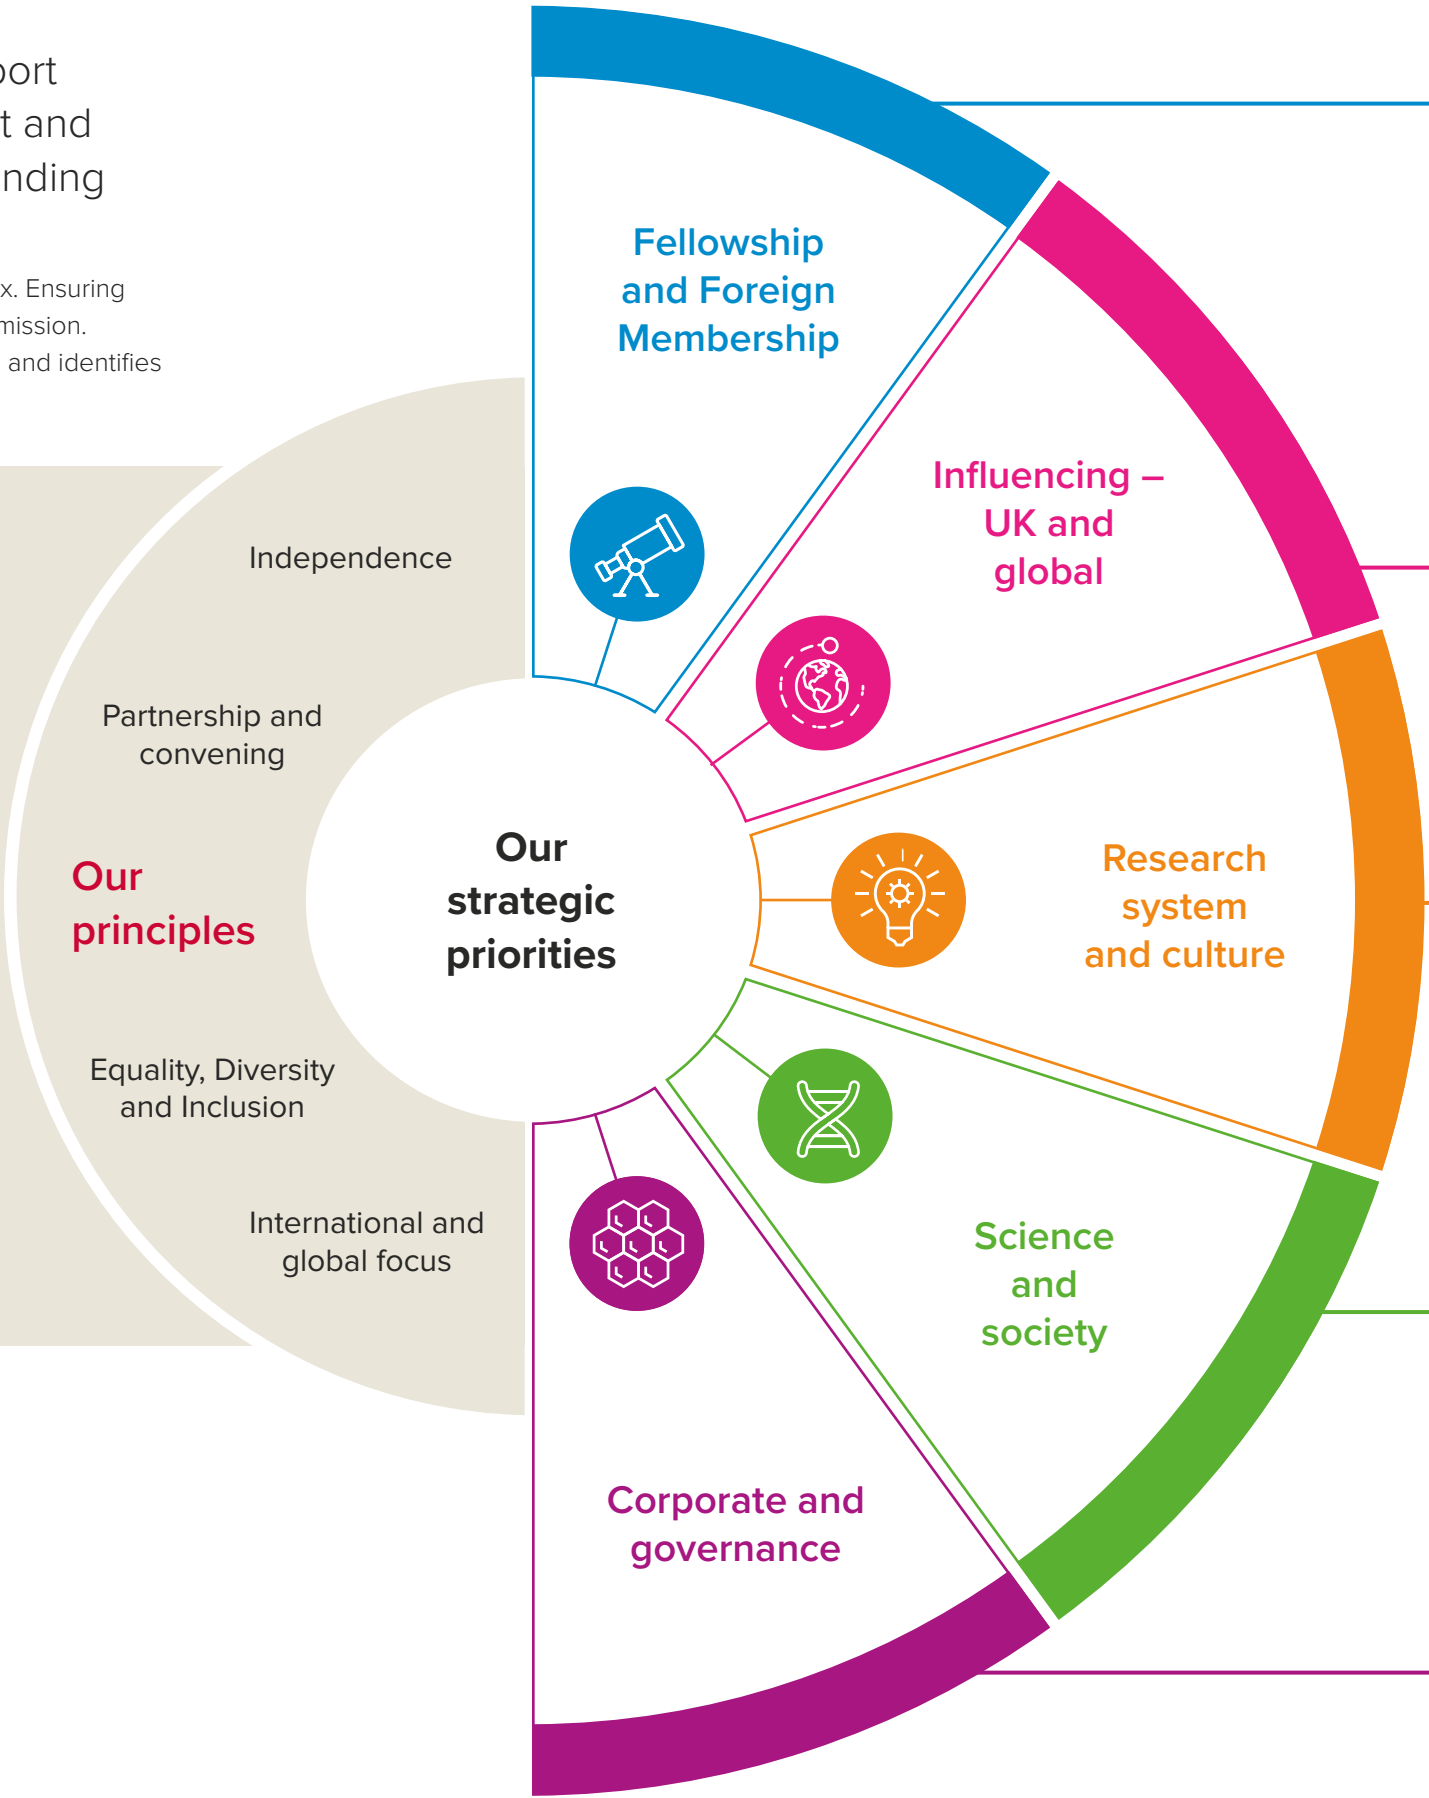 port
t and
nding
x. Ensuring
mission.
and identifies
Independence
Partnership and
convening
Our
principles
Equality, Diversity
and Inclusion
International and
global focus
Our
strategic
priorities
Fellowship
and Foreign
Membership
Influencing –
UK and
global
Research
system
and culture
Science
and
society
Corporate and
governance